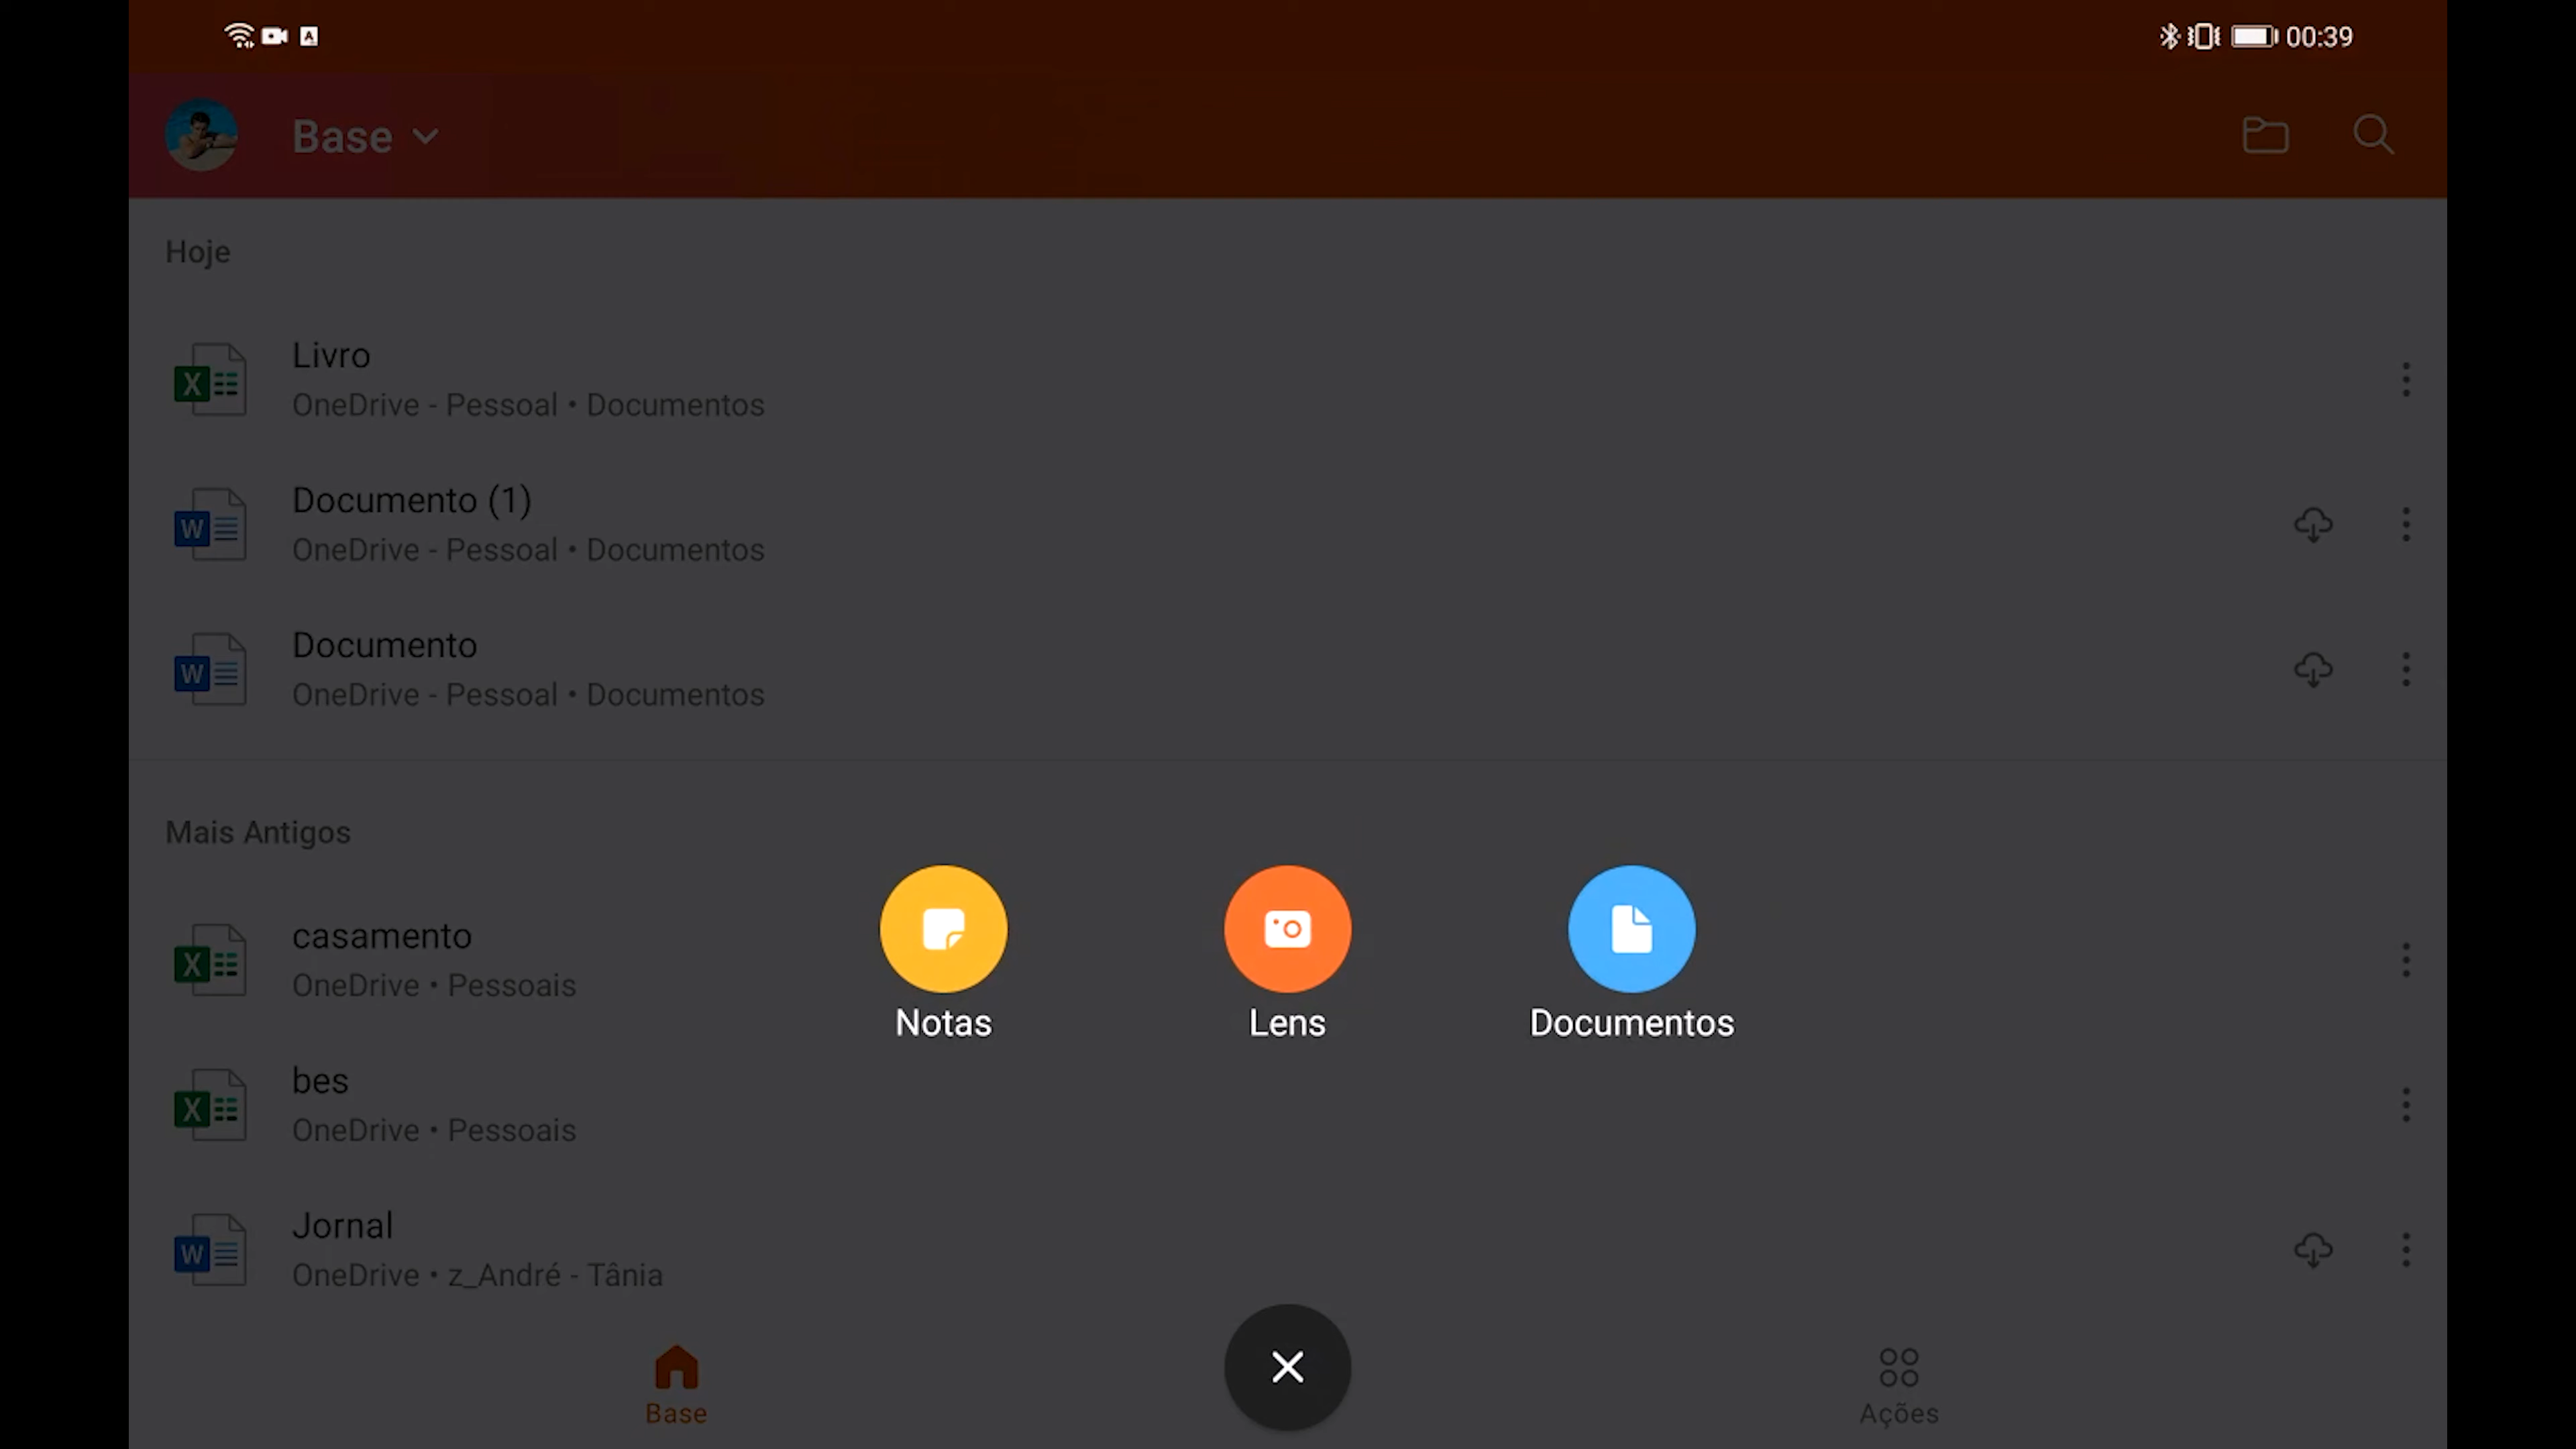 00:39
Base
Hoje
Livro
OneDrive - Pessoal • Documentos
Documento (1)
OneDrive - Pessoal • Documentos
Documento
OneDrive - Pessoal • Documentos
Mais Antigos
casamento
OneDrive • Pessoais
bes
OneDrive • Pessoais
Jornal
OneDrive • z_André - Tânia
Notas
Lens
Documentos
Base
Ações